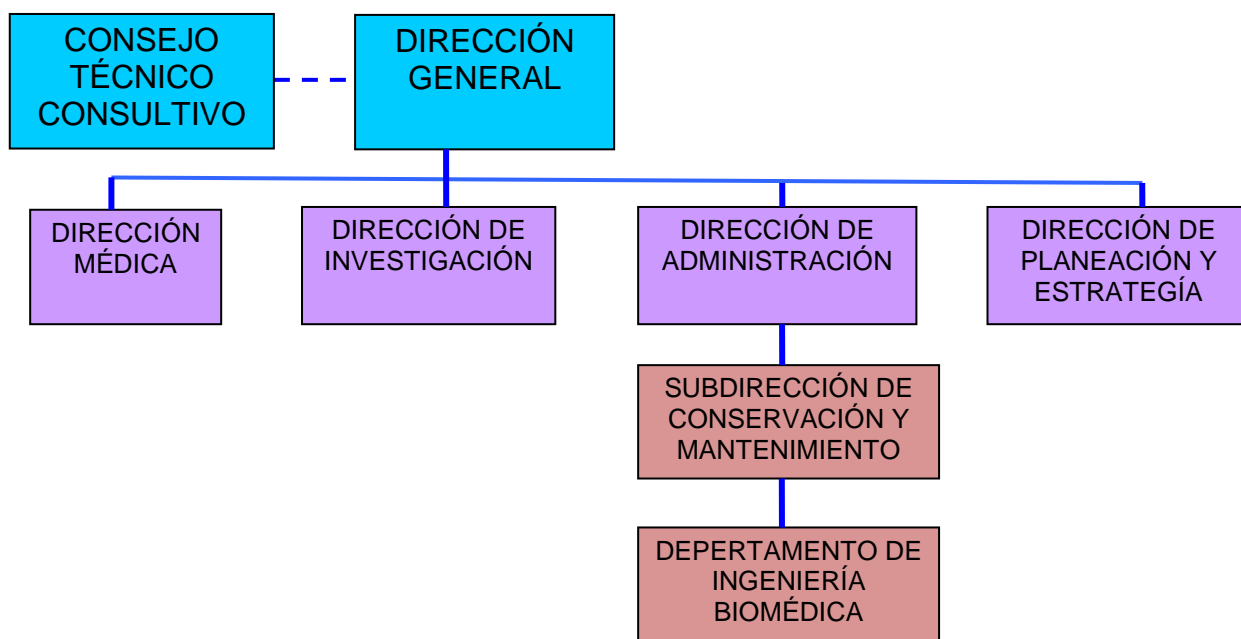 CONSEJO
TÉCNICO
CONSULTIVO
DIRECCIÓN
GENERAL
DIRECCIÓN
MÉDICA
DIRECCIÓN DE
INVESTIGACIÓN
DIRECCIÓN DE
ADMINISTRACIÓN
DIRECCIÓN DE
PLANEACIÓN Y
ESTRATEGÍA
SUBDIRECCIÓN DE
CONSERVACIÓN Y
MANTENIMIENTO
DEPERTAMENTO DE
INGENIERÍA
BIOMÉDICA